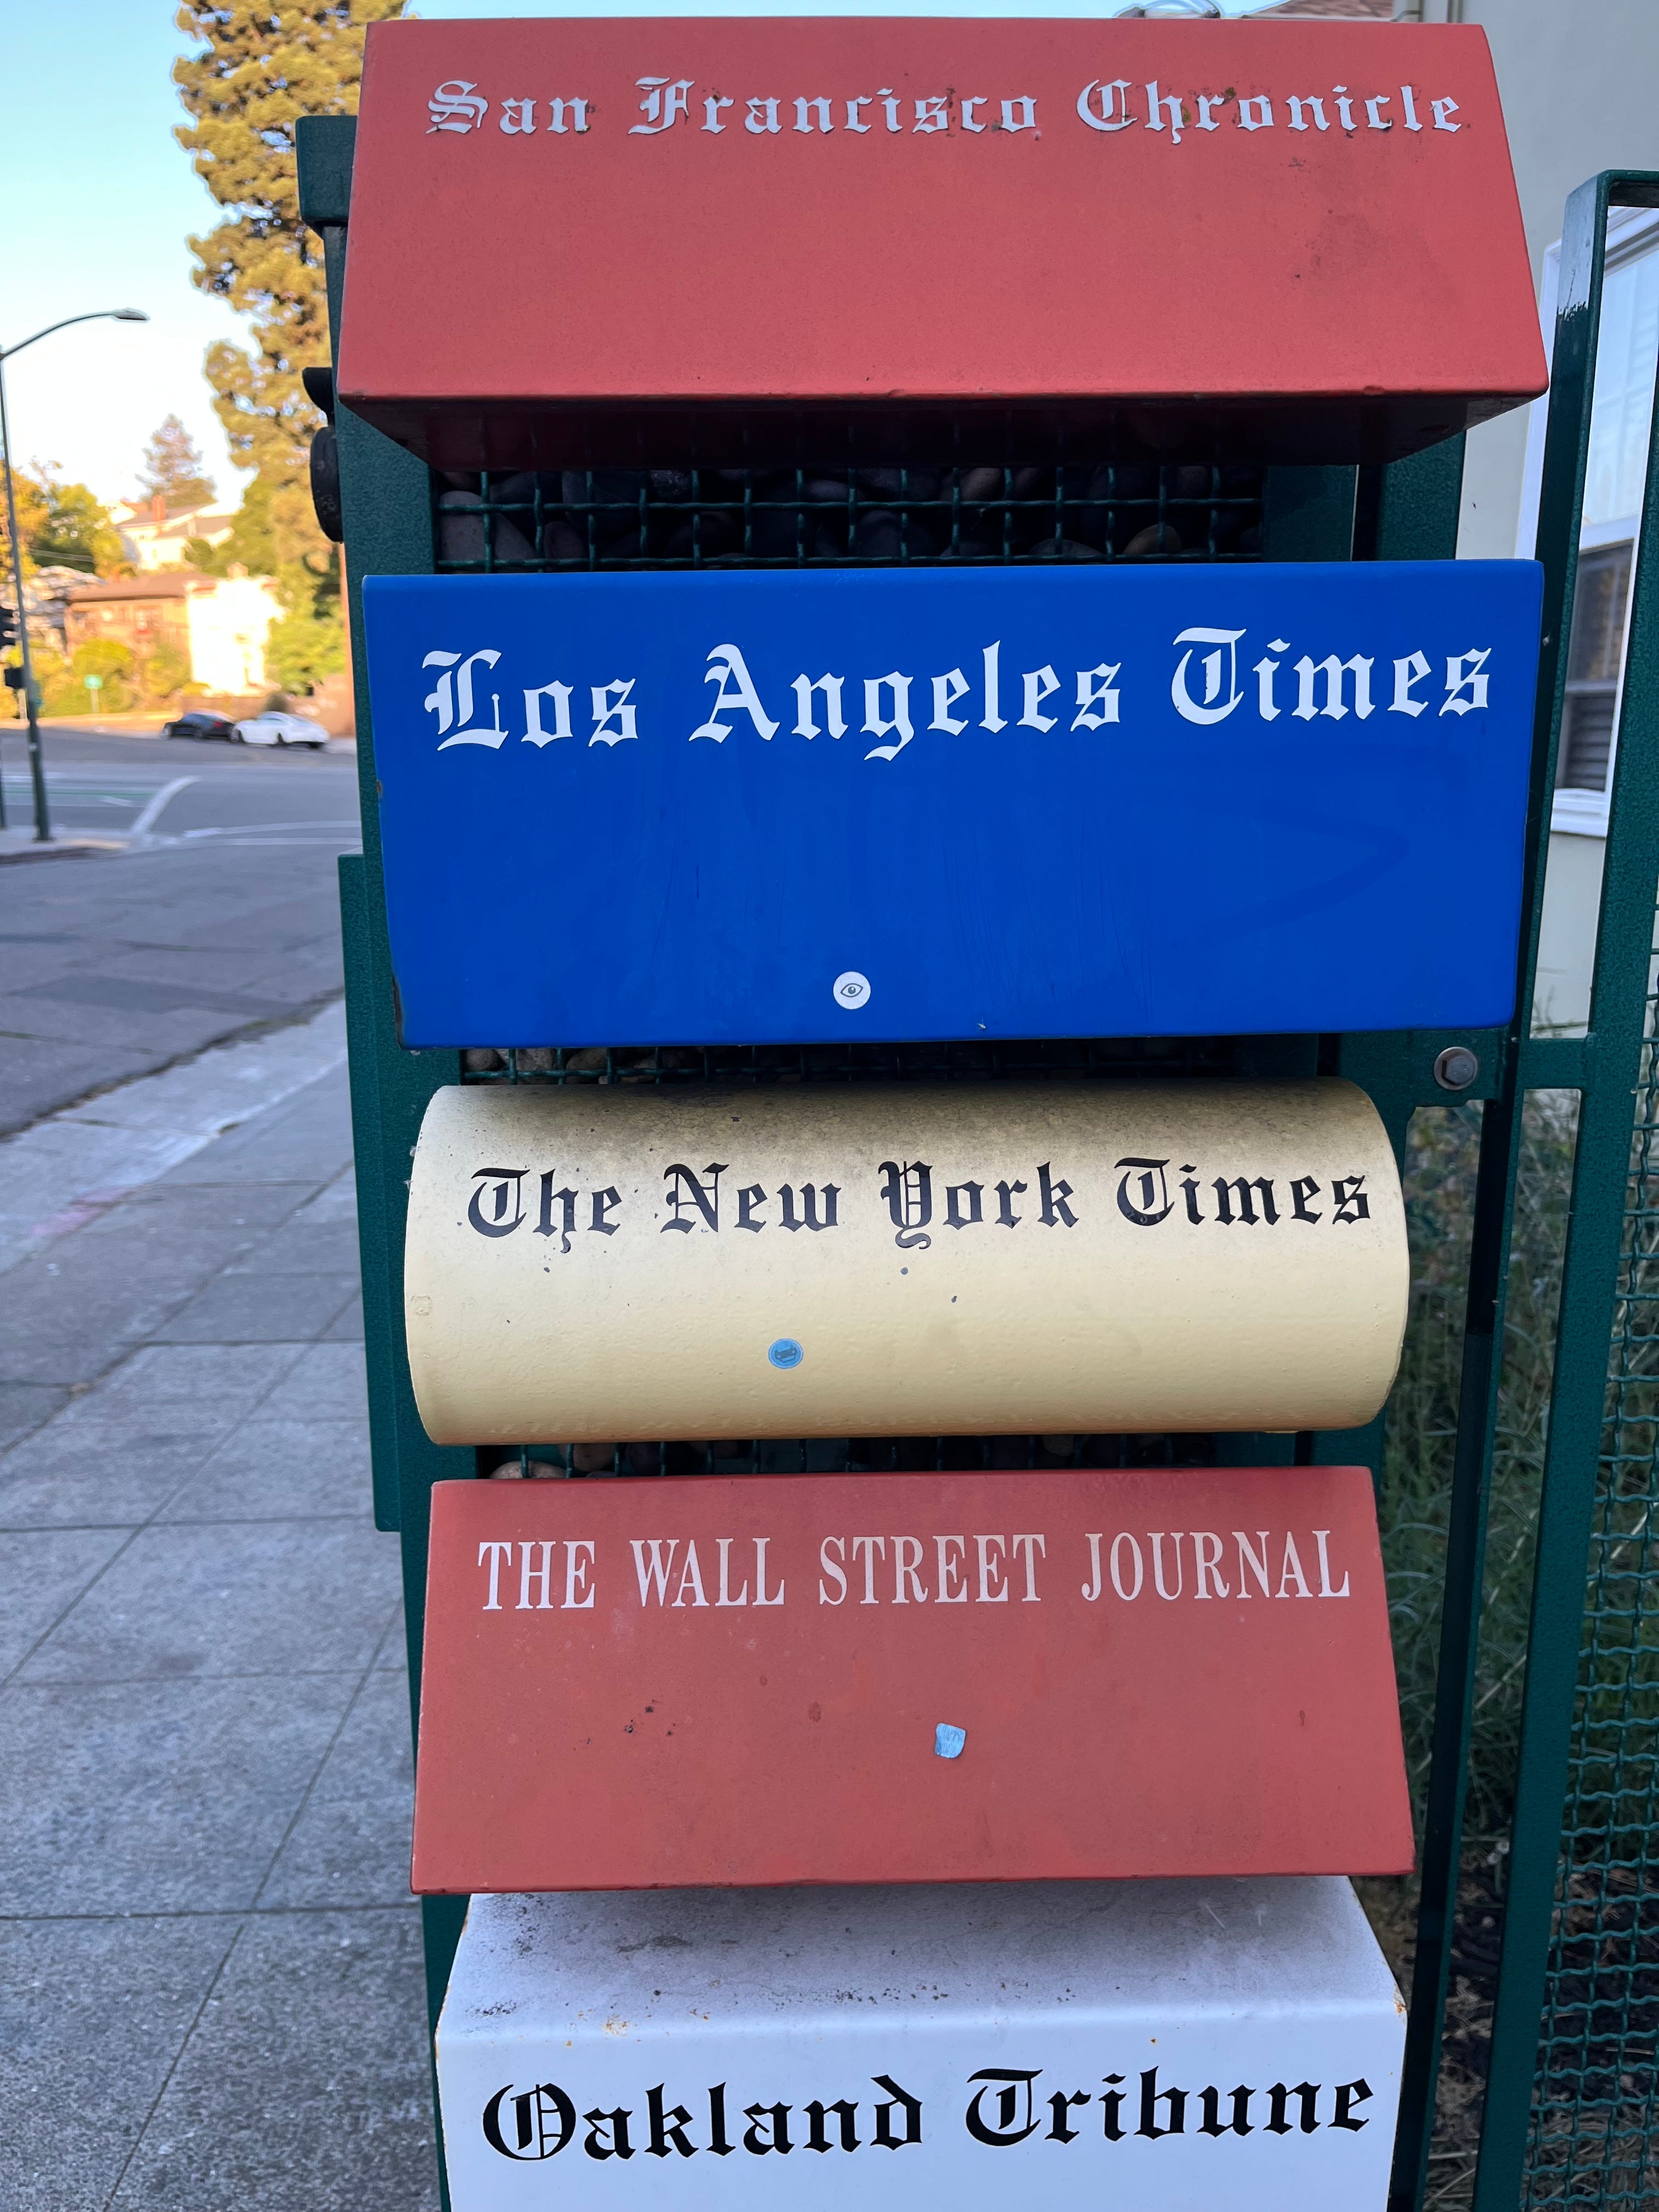 San Francisco Chronicle
Los Angeles Times
The New York Times
THE WALL STREET JOURNAL
Oakland Tribune